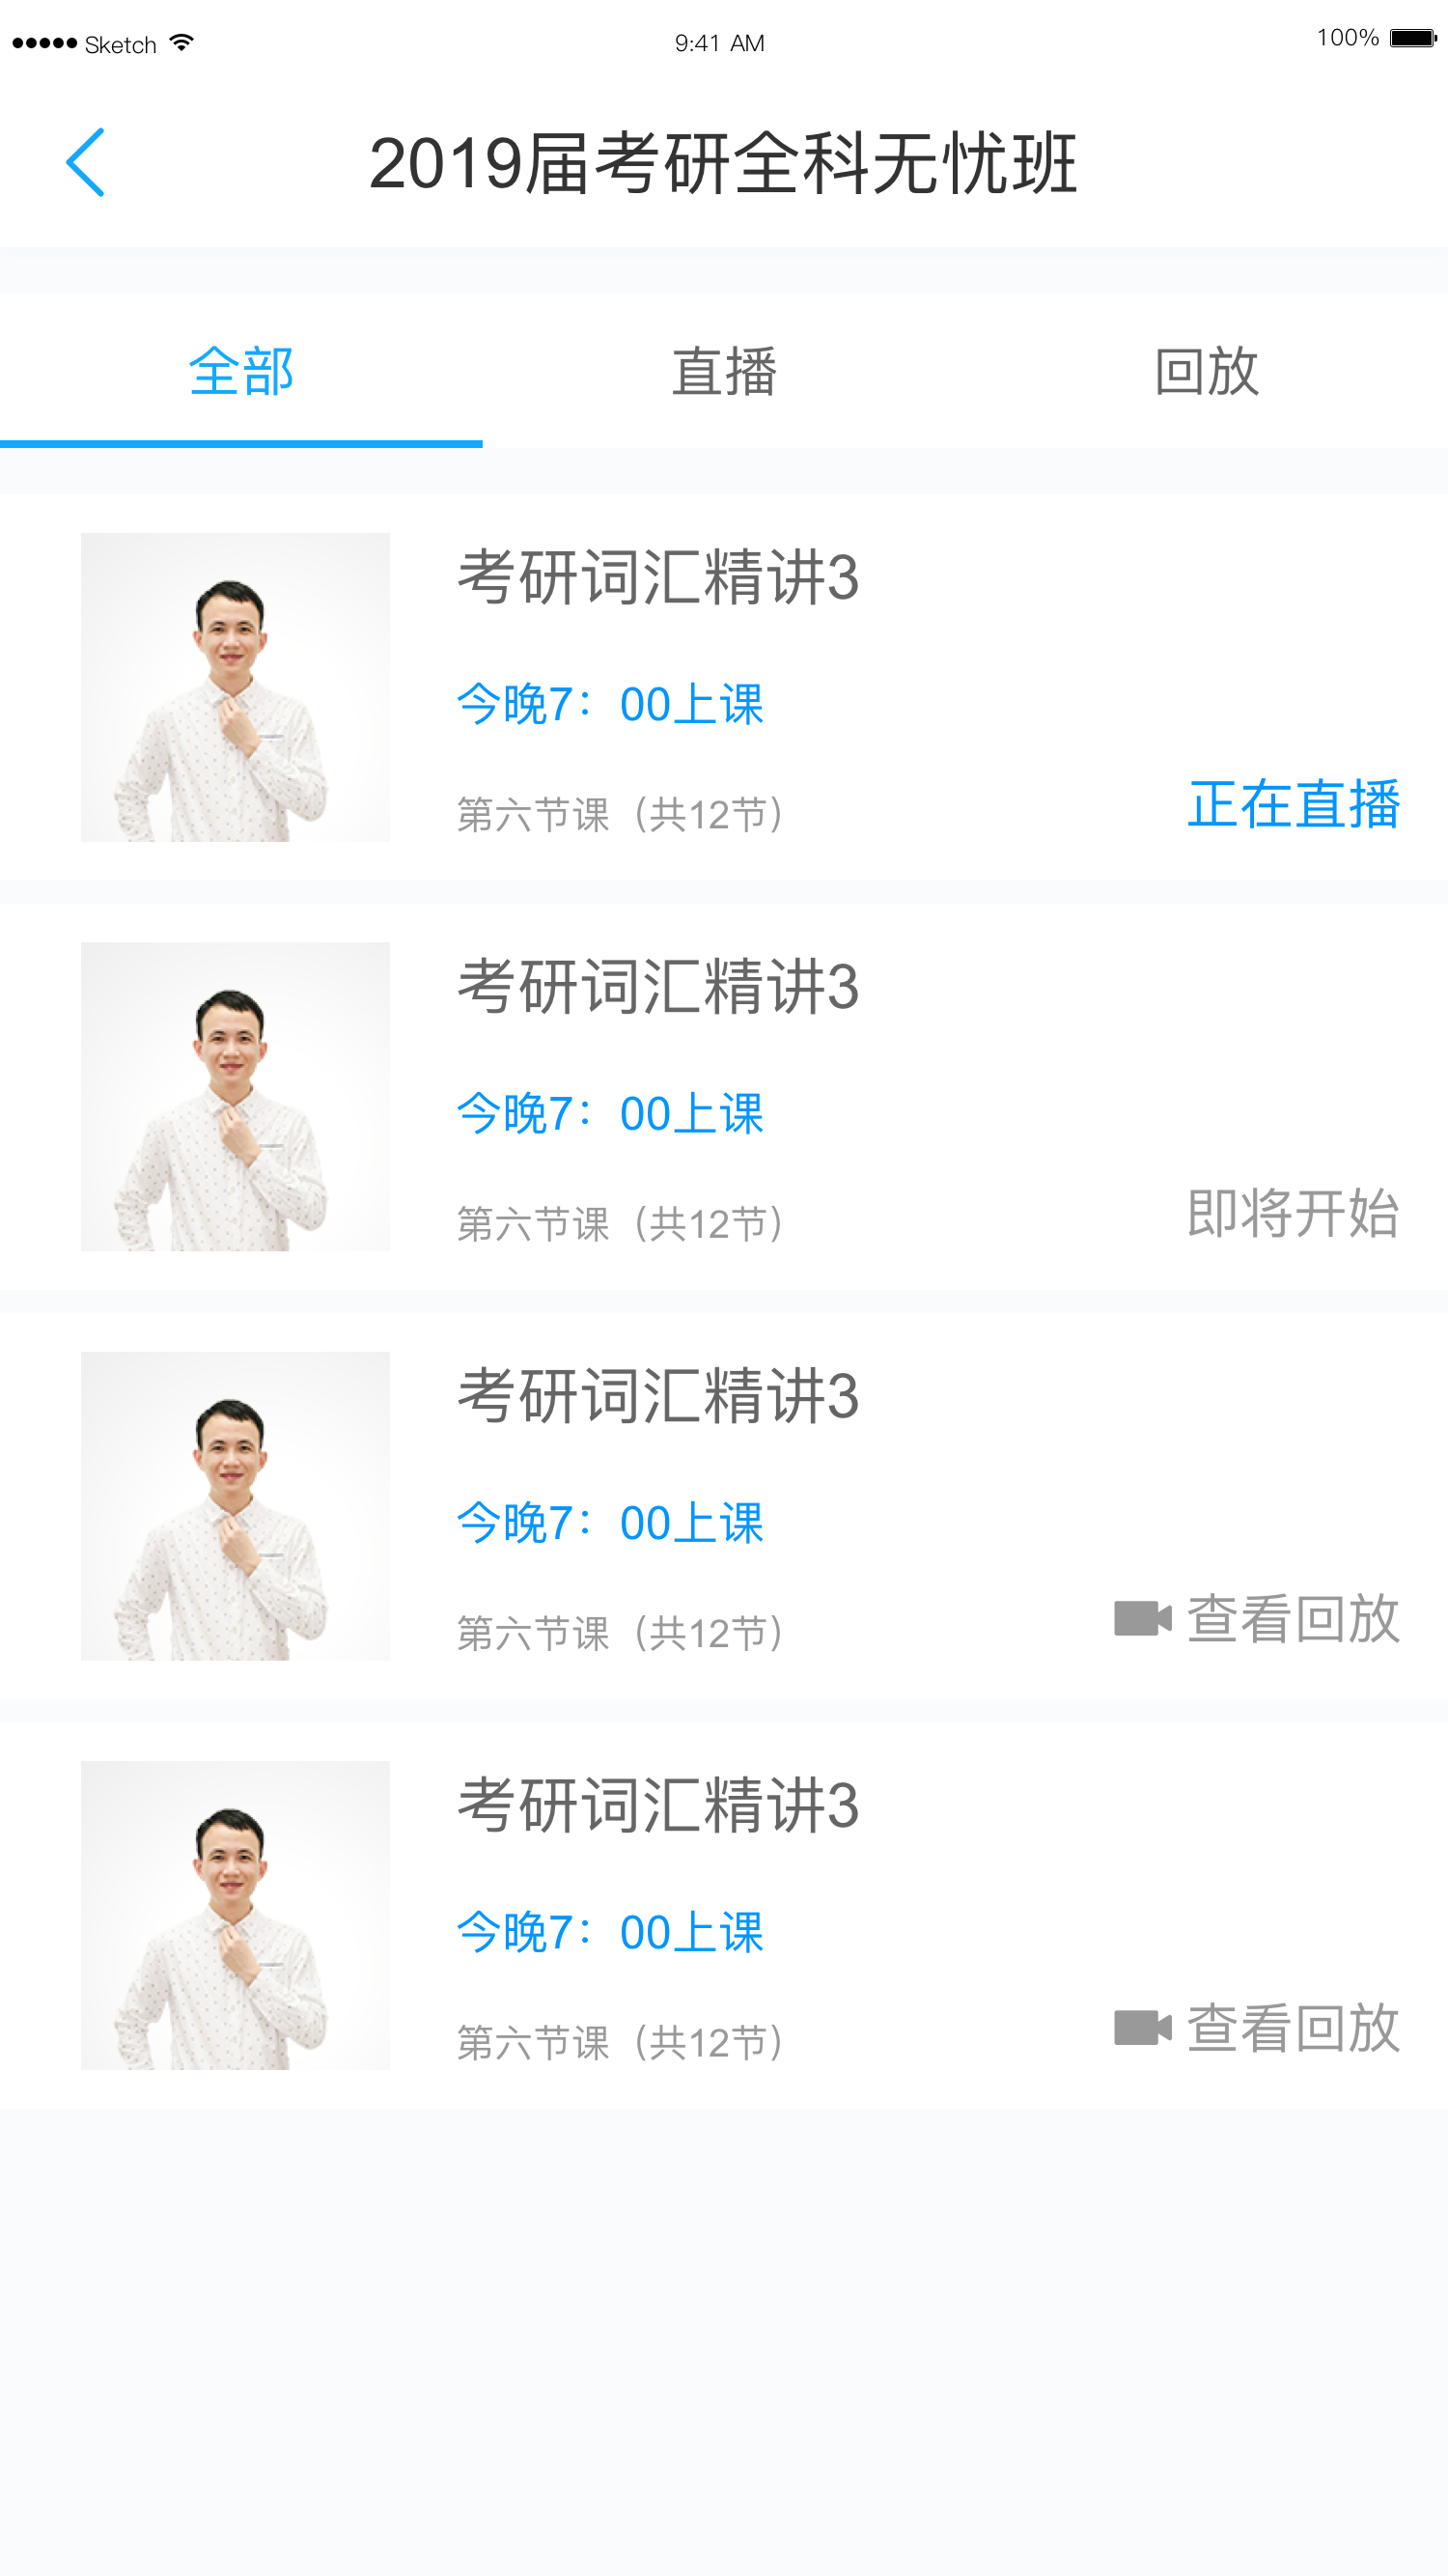 Sketch 9:41 AM 100%
2019届考研全科无忧班
全部 直播 回放
考研词汇精讲3
今晚7：00上课
第六节课（共12节）
正在直播
考研词汇精讲3
今晚7：00上课
第六节课（共12节）
即将开始
考研词汇精讲3
今晚7：00上课
第六节课（共12节）
查看回放
考研词汇精讲3
今晚7：00上课
第六节课（共12节）
查看回放